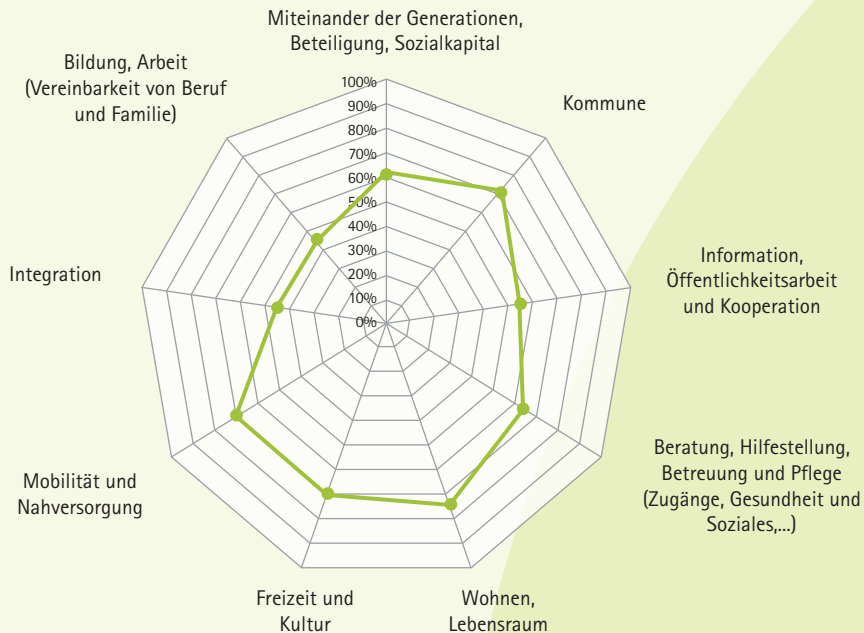 Miteinander der Generationen,
Beteiligung, Sozialkapital
Bildung, Arbeit
(Vereinbarkeit von Beruf
und Familie)
Kommune
100%
90%
80%
70%
60%
50%
40%
30%
20%
10%
0%
Integration
Information,
Öffentlichkeitsarbeit
und Kooperation
Mobilität und
Nahversorgung
Beratung, Hilfestellung,
Betreuung und Pflege
(Zugänge, Gesundheit und
Soziales,...)
Freizeit und
Kultur
Wohnen,
Lebensraum